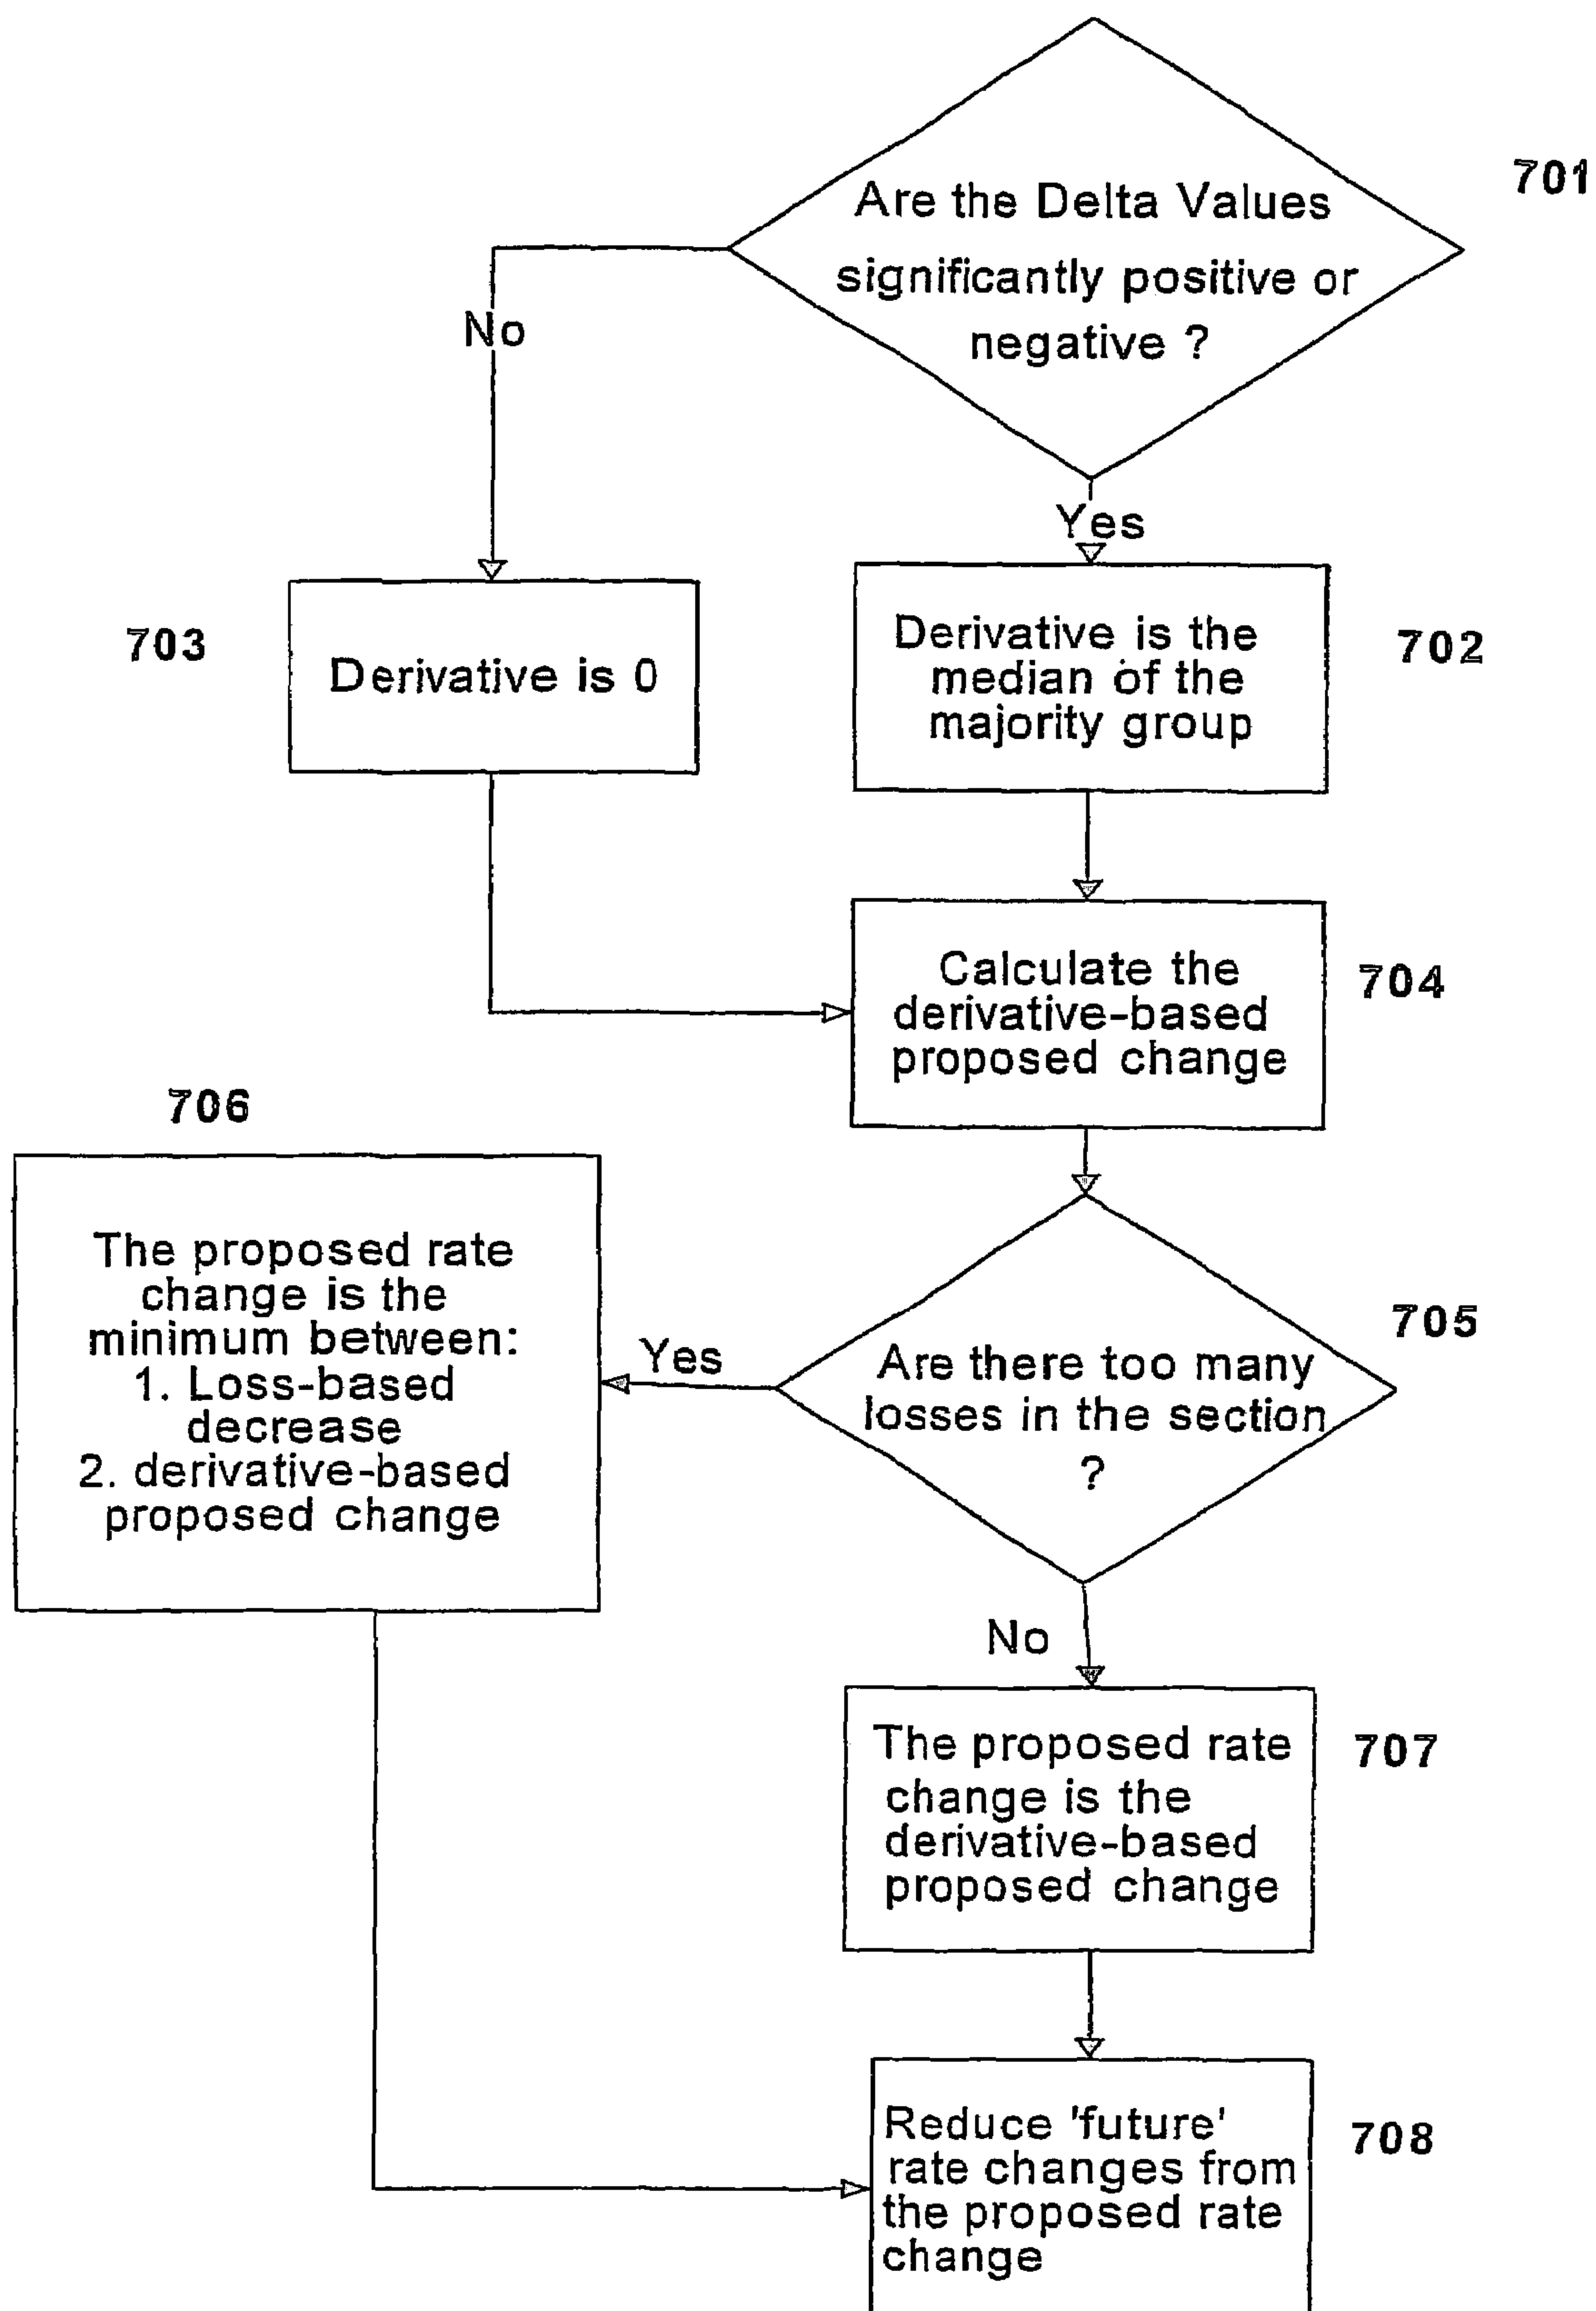 701
Are the Delta Values
significantly positive or
negative ?
No
Yes
703
Derivative is 0
Derivative is the
median of the
majority group
702
Calculate the
derivative-based
proposed change
704
706
The proposed rate
change is the
minimum between:
1. Loss-based
decrease
2. derivative-based
proposed change
Yes
705
Are there too many
losses in the section
?
No
The proposed rate
change is the
derivative-based
proposed change
707
Reduce 'future'
rate changes from
the proposed rate
change
708